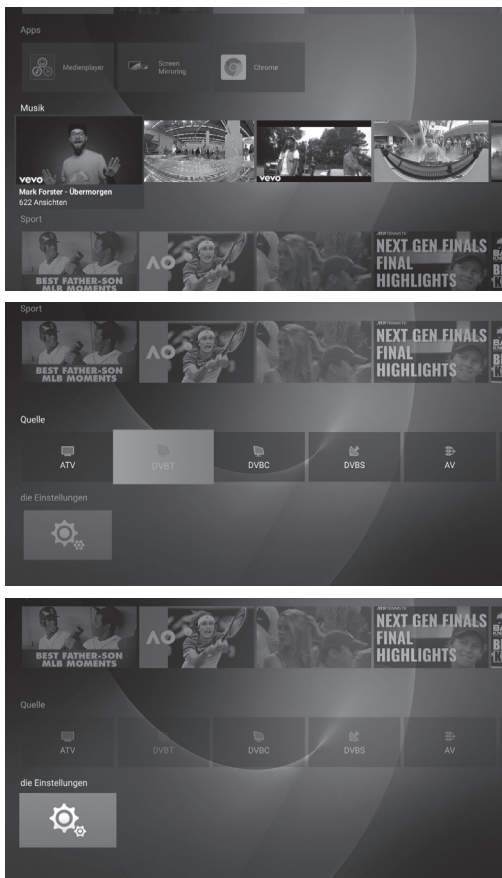 Apps
Medienplayer
Screen
Mirroring
Chrome
Musik
vevo
vevo
Mark Forster - Übermorgen
622 Ansichten
Sport
BEST FATHER-SON
MLB MOMENTS
AO
NEXT GEN FINALS
FINAL
HIGHLIGHTS
Sport
BEST FATHER-SON
MLB MOMENTS
AO
NEXT GEN FINALS
FINAL
HIGHLIGHTS
Quelle
ATV
DVBT
DVBC
DVBS
AV
die Einstellungen
BEST FATHER-SON
MLB MOMENTS
AO
NEXT GEN FINALS
FINAL
HIGHLIGHTS
Quelle
ATV
DVBT
DVBC
DVBS
AV
die Einstellungen